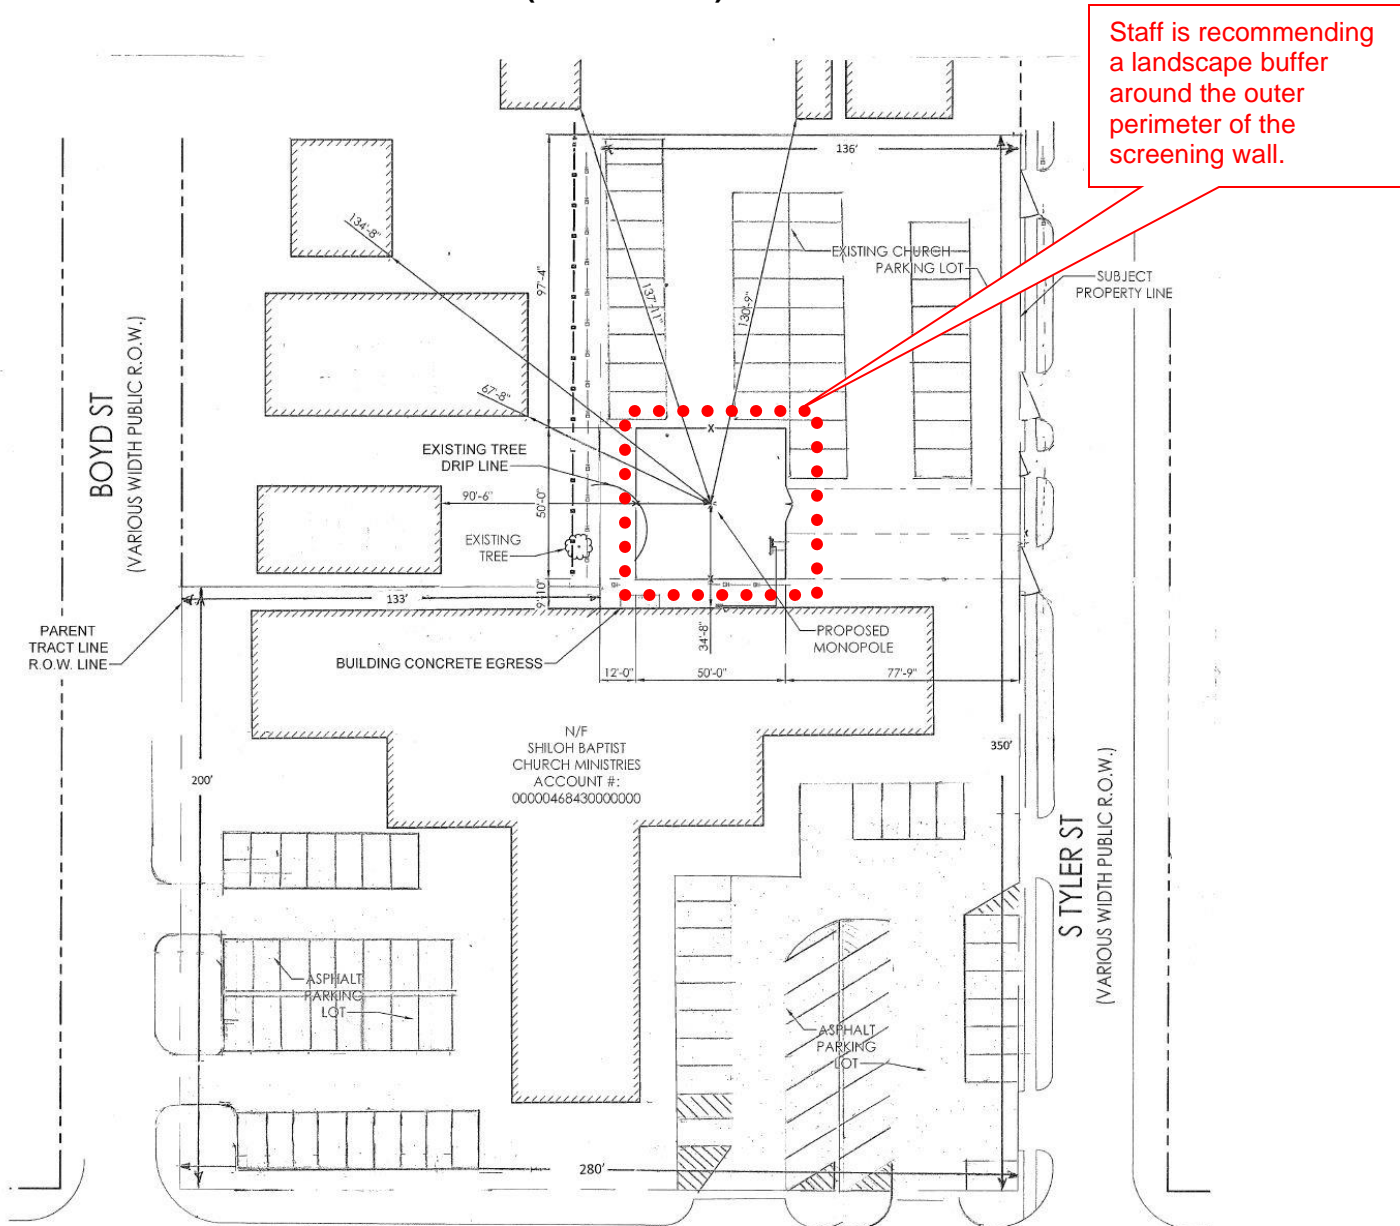 Staff is recommending
a landscape buffer
around the outer
perimeter of the
screening wall.
136'
134'-8"
97'-4"
137'-11"
130'-9"
EXISTING CHURCH
PARKING LOT
SUBJECT
PROPERTY LINE
BOYD ST
(VARIOUS WIDTH PUBLIC R.O.W.)
67'-8"
X
EXISTING TREE
DRIP LINE
90'-6"
50'-0"
EXISTING
TREE
9'-10"
133'
PARENT
TRACT LINE
R.O.W. LINE
BUILDING CONCRETE EGRESS
34'-8"
PROPOSED
MONOPOLE
12'-0"
50'-0"
77'-9"
N/F
SHILOH BAPTIST
CHURCH MINISTRIES
ACCOUNT #:
00000468430000000
200'
350'
S TYLER ST
(VARIOUS WIDTH PUBLIC R.O.W.)
ASPHALT
PARKING
LOT
ASPHALT
PARKING
LOT
280'